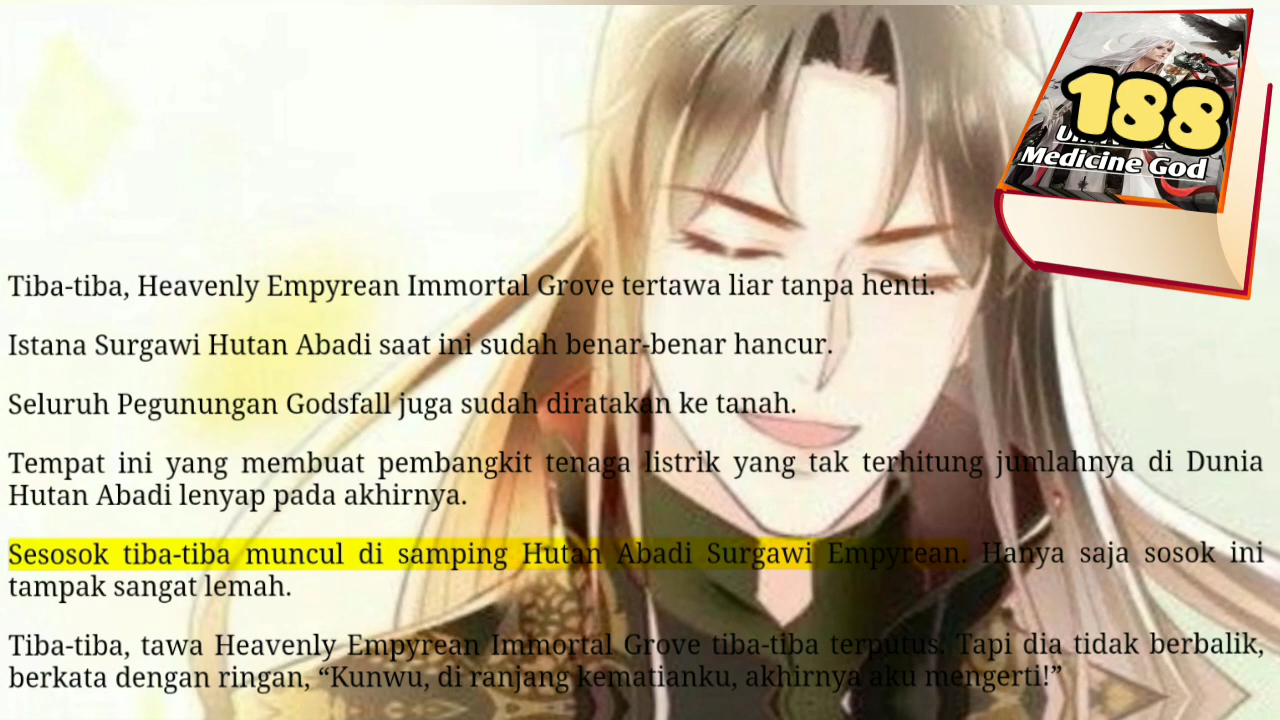 188
Medicine God
Tiba-tiba, Heavenly Empyrean Immortal Grove tertawa liar tanpa henti.
Istana Surgawi Hutan Abadi saat ini sudah benar-benar hancur.
Seluruh Pegunungan Godsfall juga sudah diratakan ke tanah.
Tempat ini yang membuat pembangkit tenaga listrik yang tak terhitung jumlahnya di Dunia
Hutan Abadi lenyap pada akhirnya.
Sesosok tiba-tiba muncul di samping Hutan Abadi Surgawi Empyrean. Hanya saja sosok ini
tampak sangat lemah.
Tiba-tiba, tawa Heavenly Empyrean Immortal Grove tiba-tiba terputus. Tapi dia tidak berbalik,
berkata dengan ringan, “Kunwu, di ranjang kematianku, akhirnya aku mengerti!”